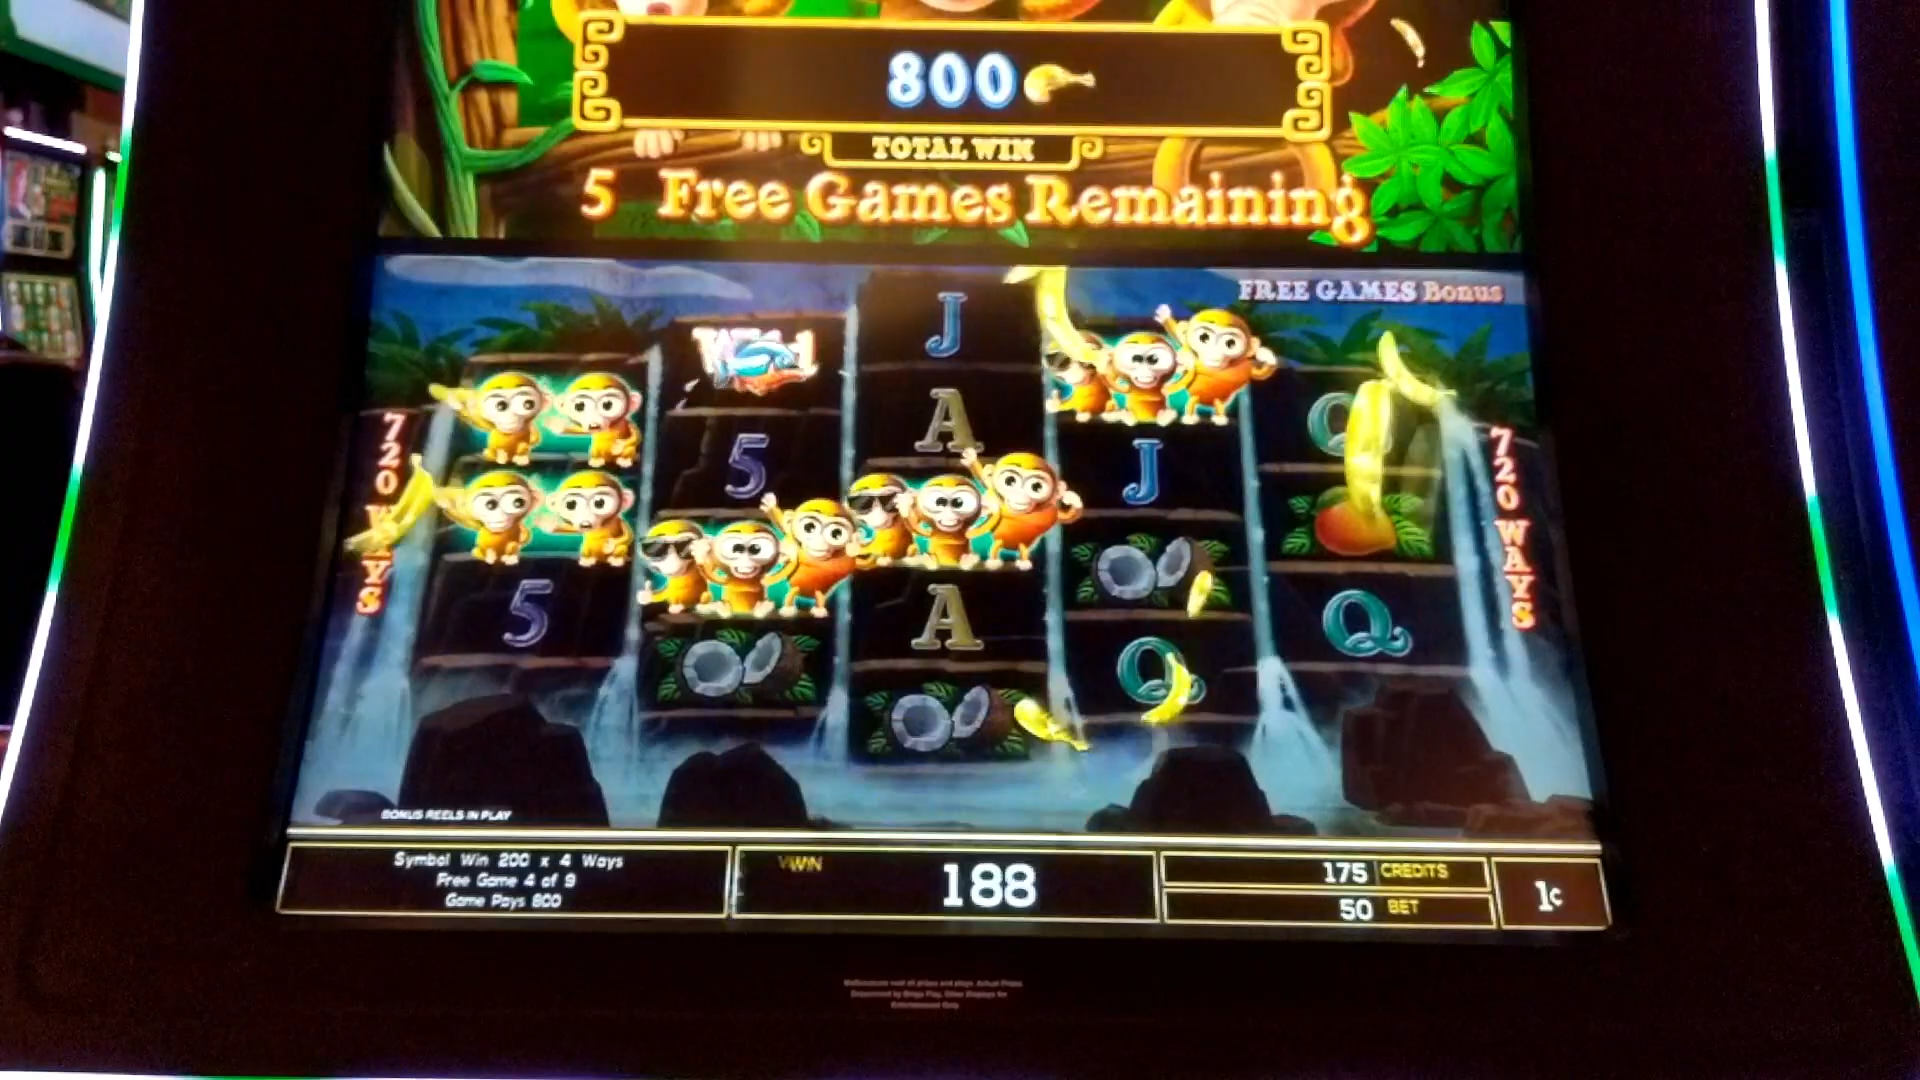 800
TOTAL WIN
5 Free Games Remaining
FREE GAMES Bonus
J
A
5
J
Q
720 WAYS
720 WAYS
5
A
Q
Q
BONUS REELS IN PLAY
Symbol Win 200 x 4 Ways
Free Game 4 of 9
Game Pays 800
WIN
188
175 CREDITS
50 BET
1¢